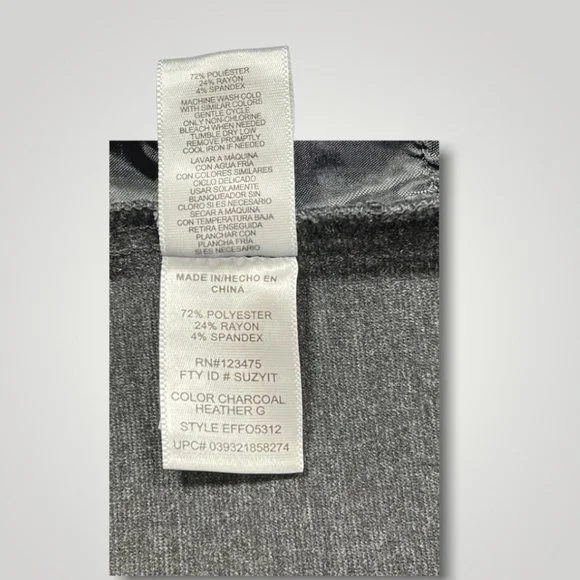 72% POLYESTER
24% RAYON
4% SPANDEX
MACHINE WASH COLD
WITH SIMILAR COLORS
GENTLE CYCLE
ONLY NON-CHLORINE
BLEACH WHEN NEEDED
TUMBLE DRY LOW
REMOVE PROMPTLY
COOL IRON IF NEEDED
LAVAR A MÁQUINA
CON AGUA FRÍA
CON COLORES SIMILARES
CICLO DELICADO
USAR SOLAMENTE
BLANQUEADOR SIN
CLORO SI ES NECESARIO
SECAR A MÁQUINA
CON TEMPERATURA BAJA
RETIRA ENSEGUIDA
PLANCHAR CON
PLANCHA FRÍA
SI ES NECESARIO
MADE IN/HECHO EN
CHINA
72% POLYESTER
24% RAYON
4% SPANDEX
RN#123475
FTY ID # SUZYIT
COLOR CHARCOAL
HEATHER G
STYLE EFFO5312
UPC# 039321858274